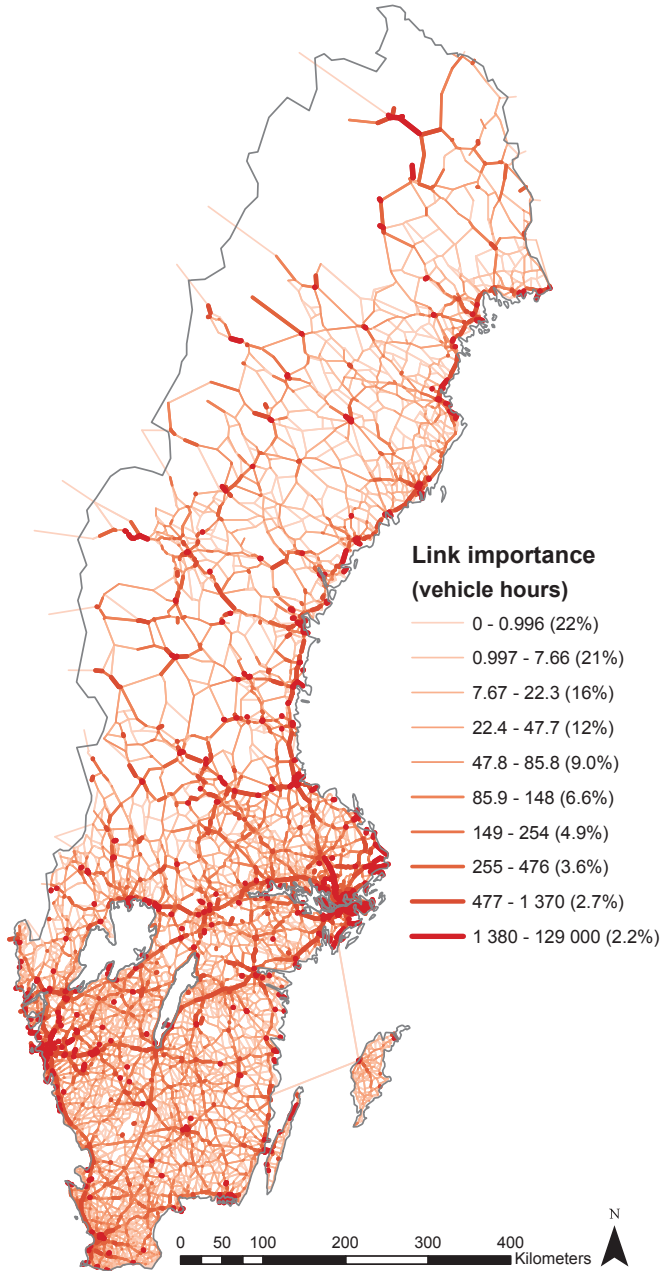 Link importance
(vehicle hours)
0 - 0.996 (22%)
0.997 - 7.66 (21%)
7.67 - 22.3 (16%)
22.4 - 47.7 (12%)
47.8 - 85.8 (9.0%)
85.9 - 148 (6.6%)
149 - 254 (4.9%)
255 - 476 (3.6%)
477 - 1 370 (2.7%)
1 380 - 129 000 (2.2%)
N
0 50 100 200 300 400
Kilometers